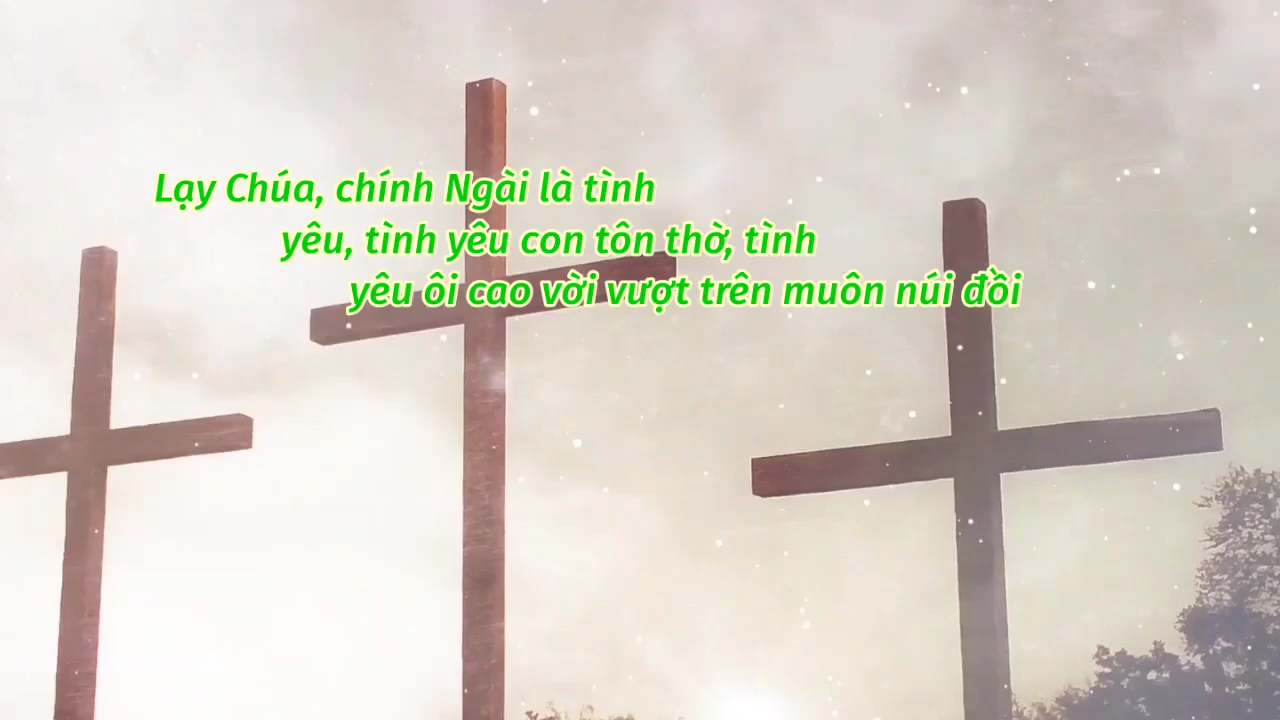 Lạy Chúa, chính Ngài là tình
yêu, tình yêu con tôn thờ, tình
yêu ôi cao vời vượt trên muôn núi đồi